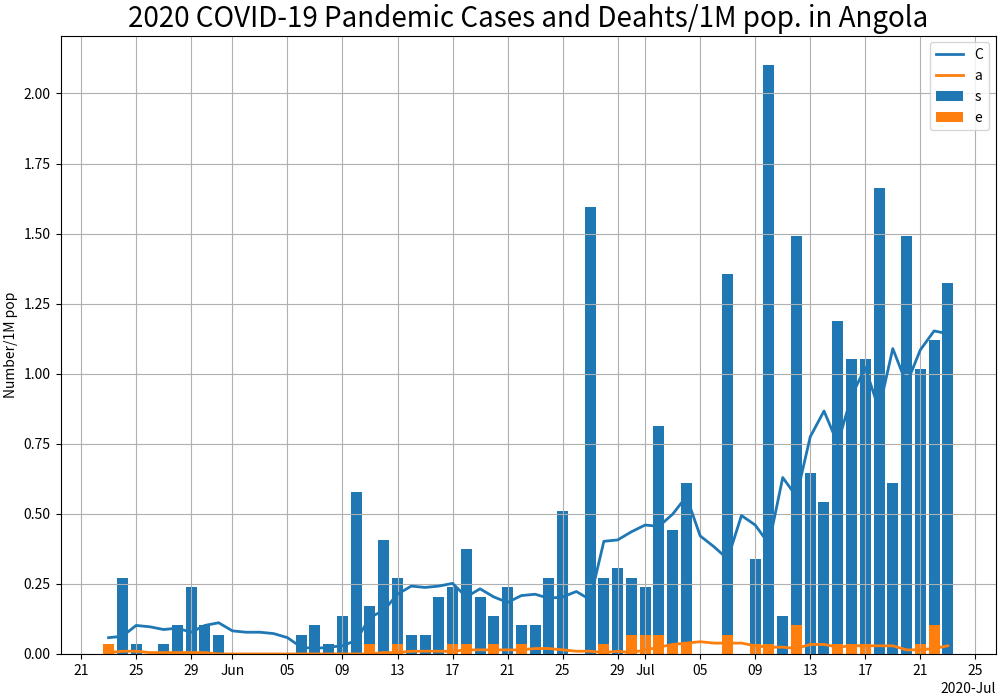 2020 COVID-19 Pandemic Cases and Deahts/1M pop. in Angola
C
a
s
e
2.00
1.75
1.50
1.25
1.00
0.75
0.50
0.25
0.00
Number/1M pop
21 25 29 Jun 05 09 13 17 21 25 29 Jul 05 09 13 17 21 25
2020-Jul